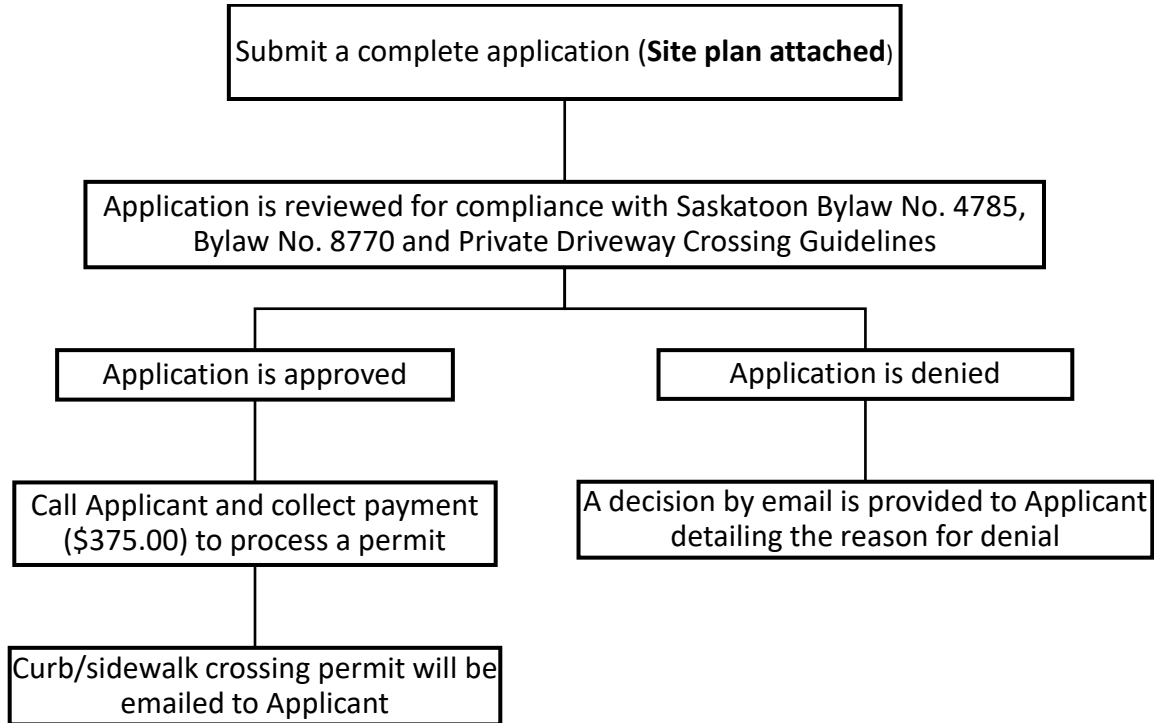 Submit a complete application (Site plan attached)
Application is reviewed for compliance with Saskatoon Bylaw No. 4785,
Bylaw No. 8770 and Private Driveway Crossing Guidelines
Application is approved
Application is denied
Call Applicant and collect payment
($375.00) to process a permit
A decision by email is provided to Applicant
detailing the reason for denial
Curb/sidewalk crossing permit will be
emailed to Applicant